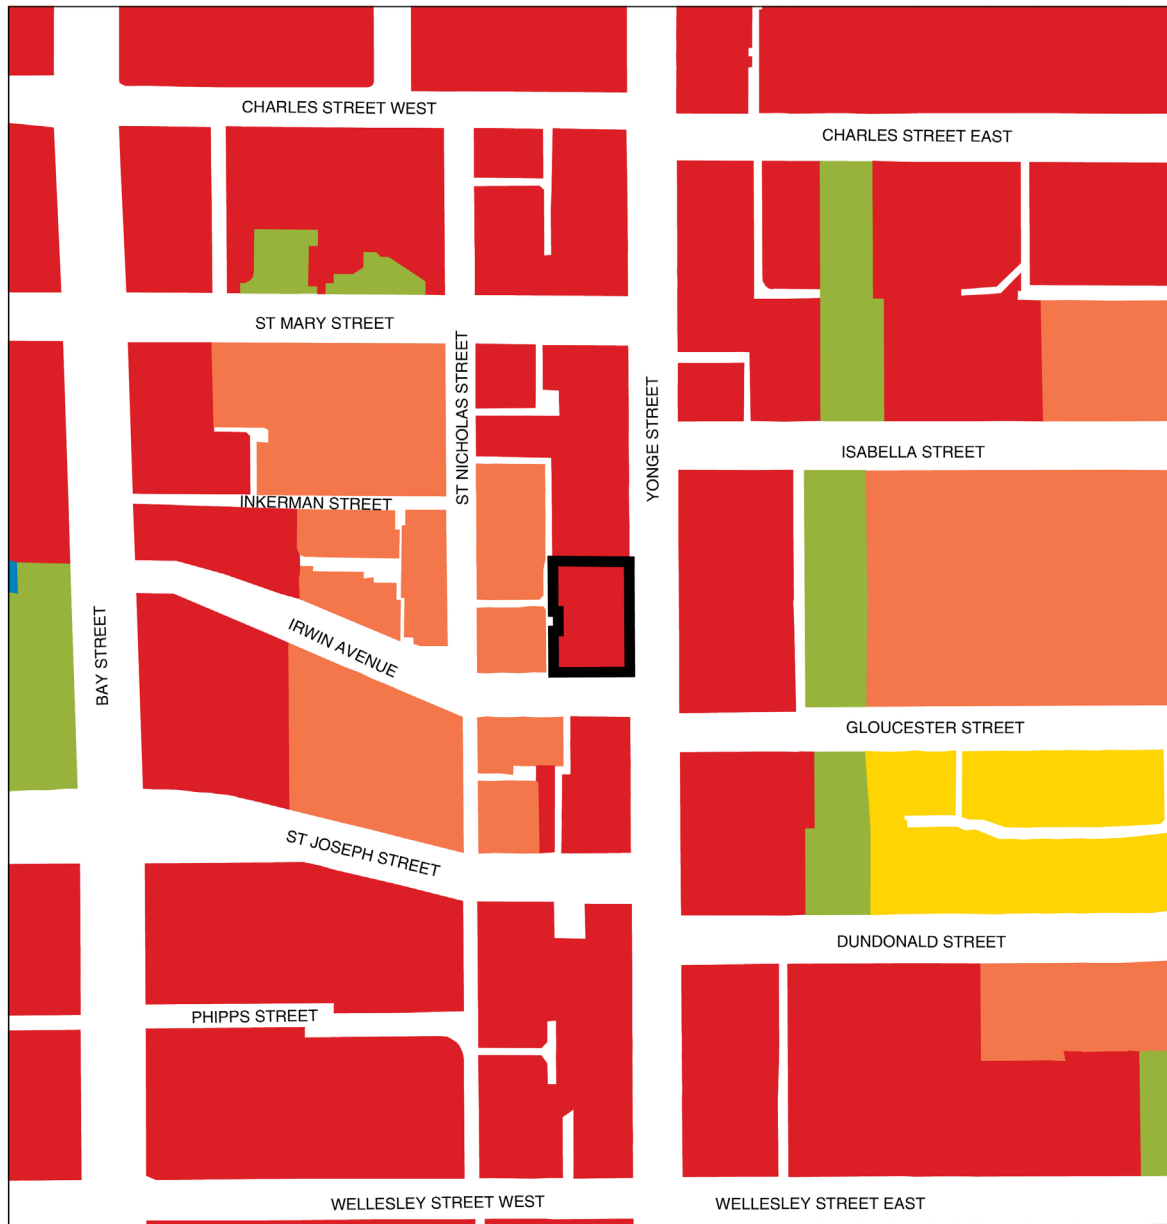 CHARLES STREET WEST
CHARLES STREET EAST
ST MARY STREET
ST NICHOLAS STREET
YONGE STREET
ISABELLA STREET
INKERMAN STREET
BAY STREET
IRWIN AVENUE
GLOUCESTER STREET
ST JOSEPH STREET
DUNDONALD STREET
PHIPPS STREET
WELLESLEY STREET WEST
WELLESLEY STREET EAST